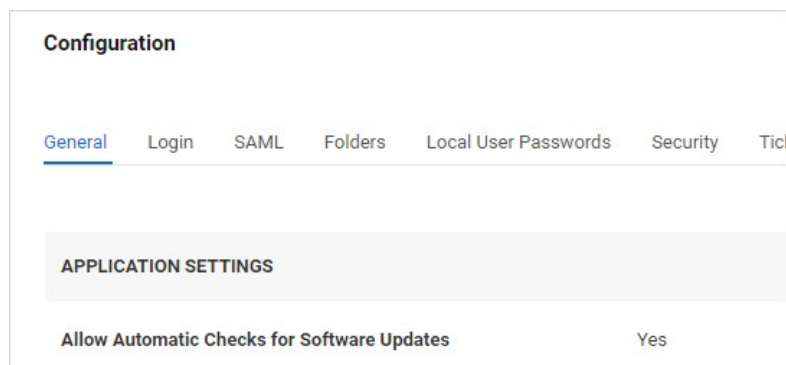 Configuration
General Login SAML Folders Local User Passwords Security
APPLICATION SETTINGS
Allow Automatic Checks for Software Updates Yes